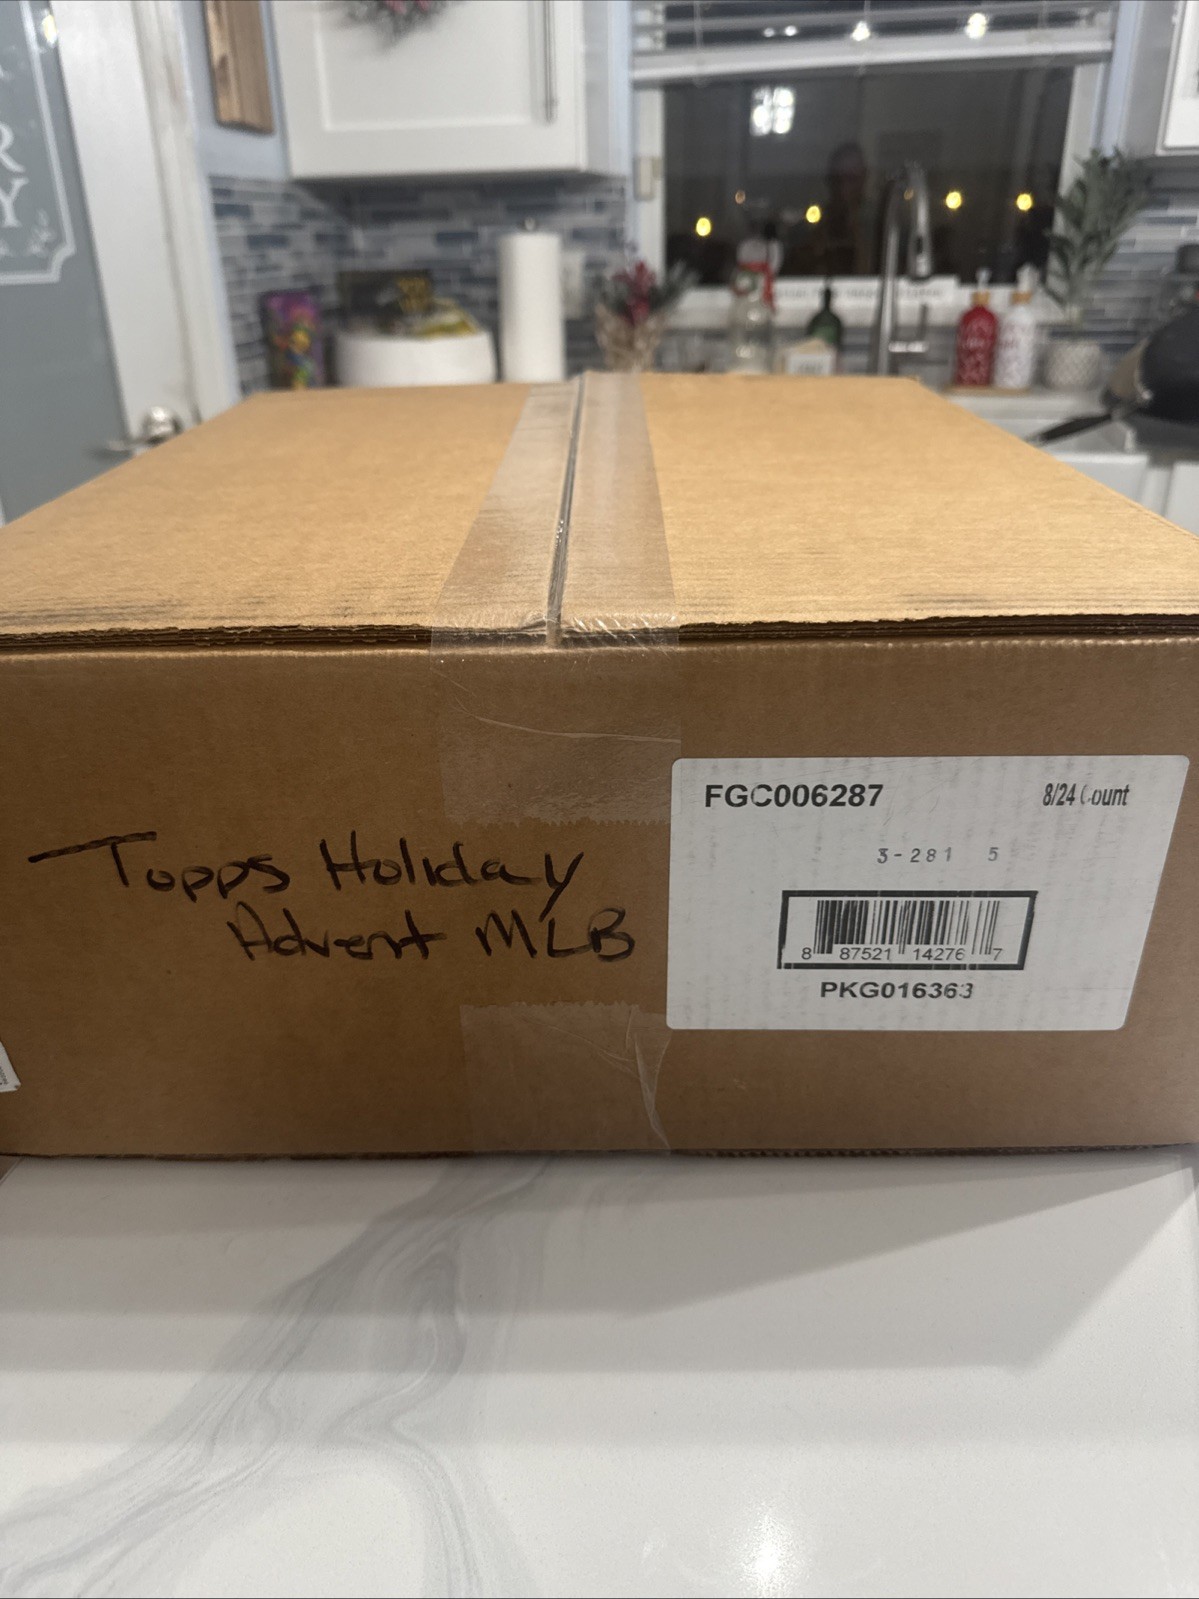 R
Y
FGC006287
8/24 Count
3-281 5
Topps Holiday
Advent MLB
8 87521 14276 7
PKG016363